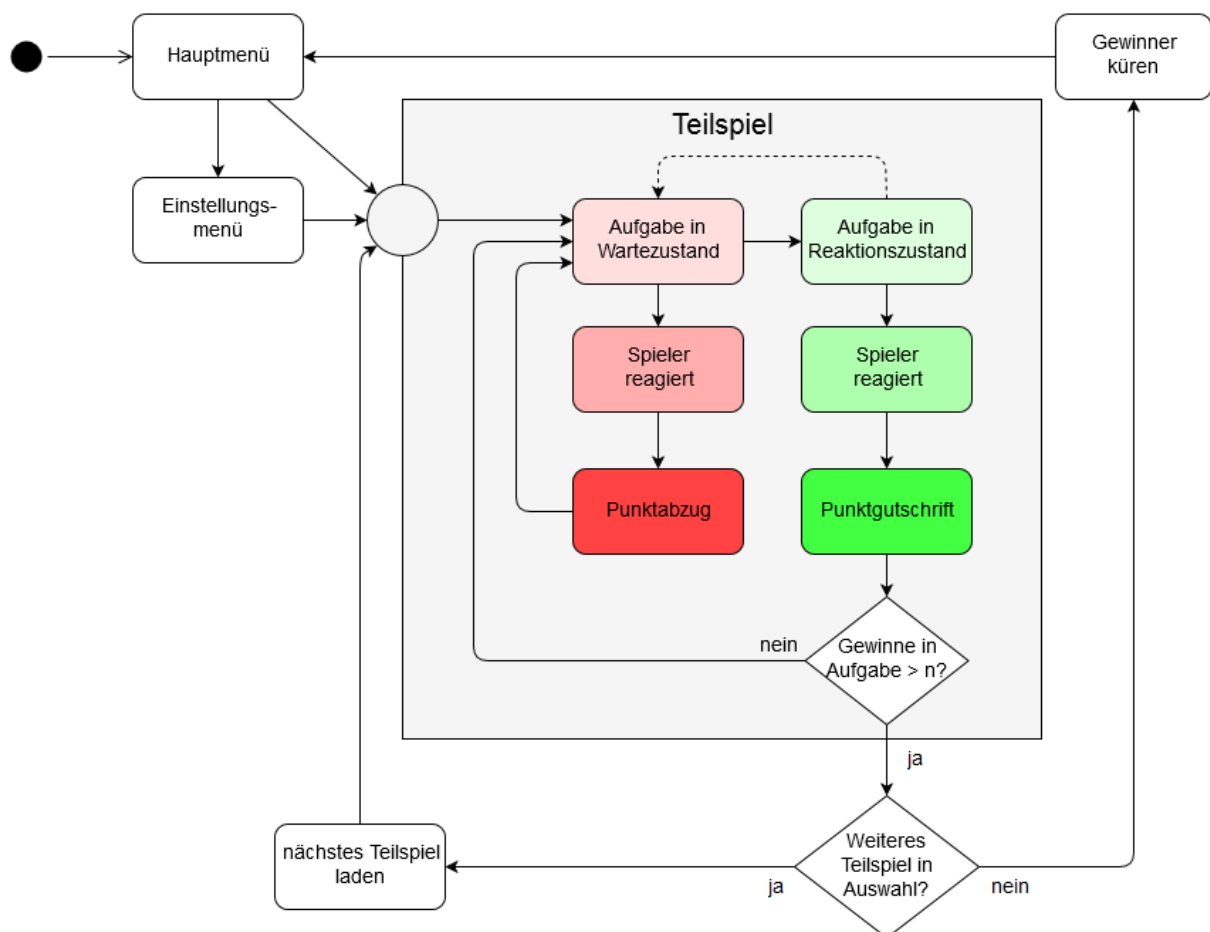 Hauptmenü
Gewinner
küren
Teilspiel
Einstellungs-
menü
Aufgabe in
Wartezustand
Aufgabe in
Reaktionszustand
Spieler
reagiert
Spieler
reagiert
Punktabzug
Punktgutschrift
nein
Gewinne in
Aufgabe > n?
ja
nächstes Teilspiel
laden
ja
Weiteres
Teilspiel in
Auswahl?
nein